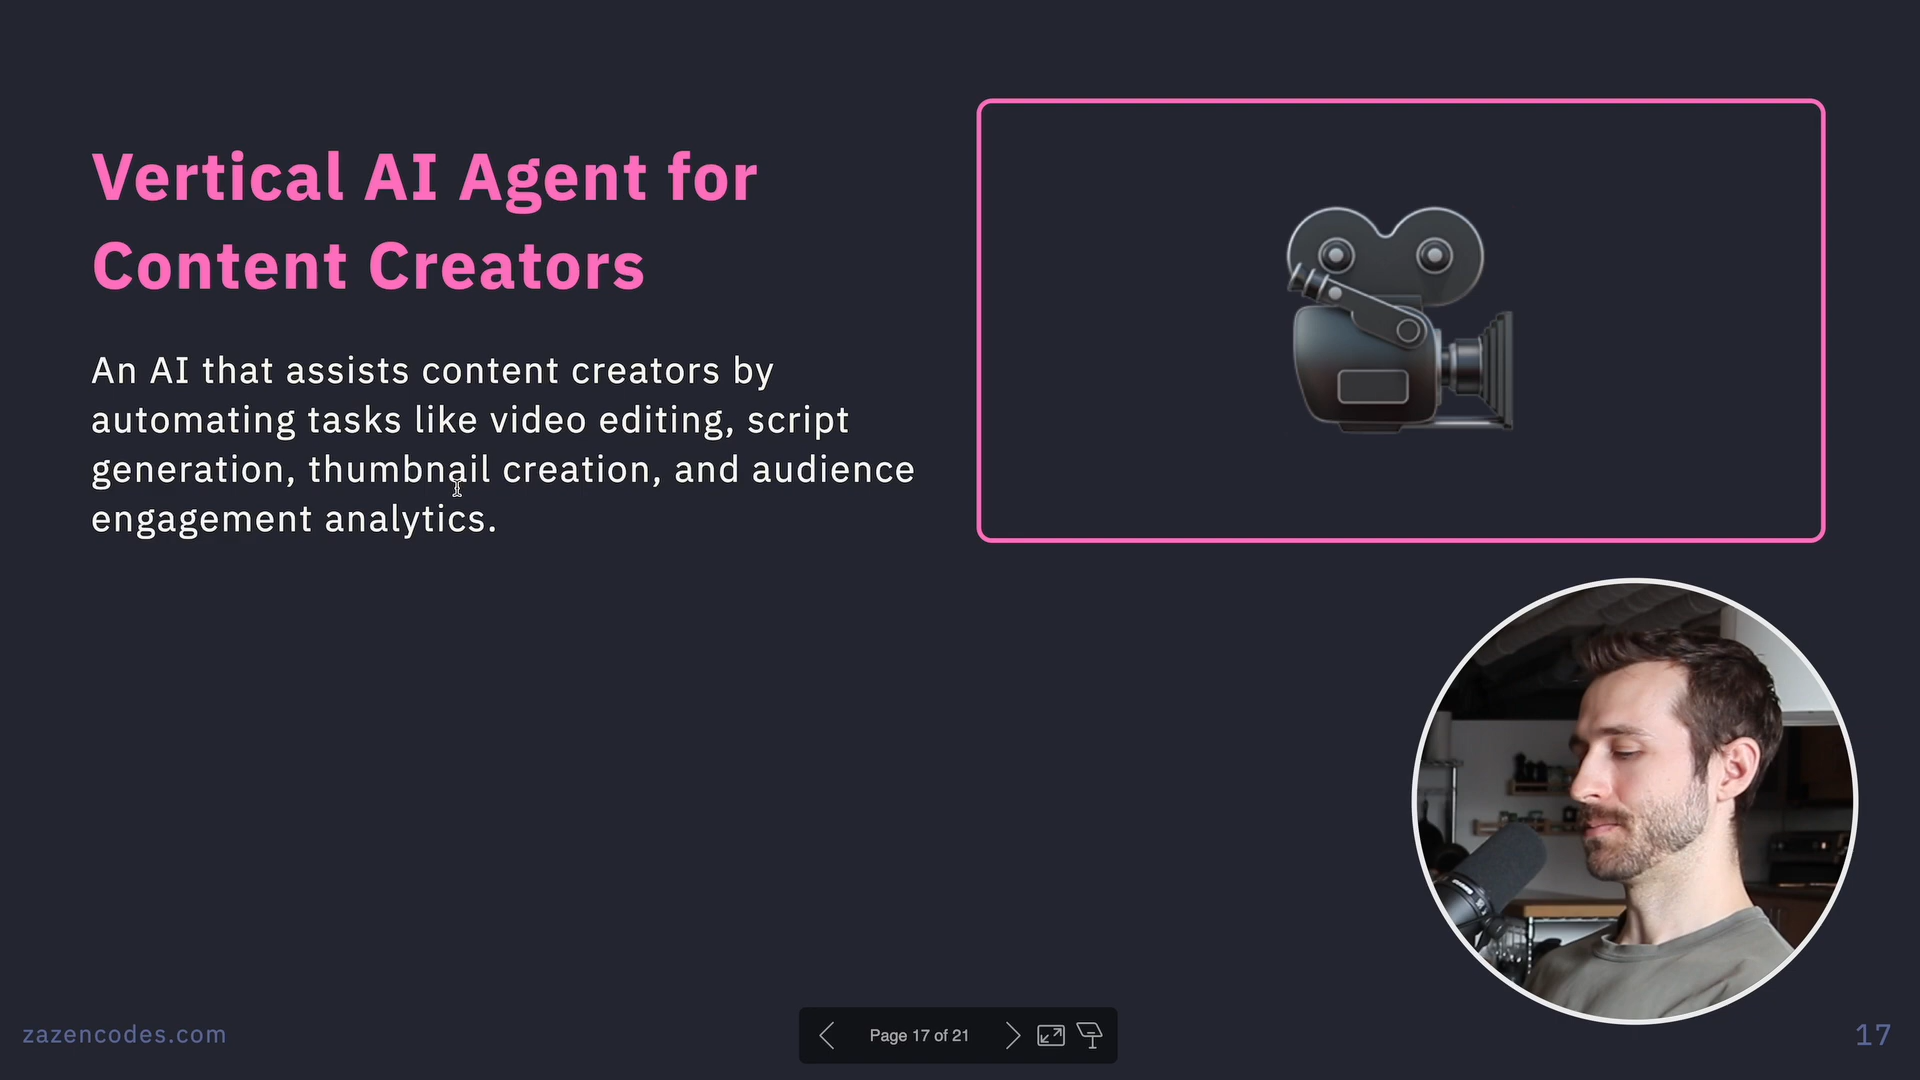 Vertical AI Agent for
Content Creators
An AI that assists content creators by
automating tasks like video editing, script
generation, thumbnail creation, and audience
engagement analytics.
zazencodes.com
Page 17 of 21
17